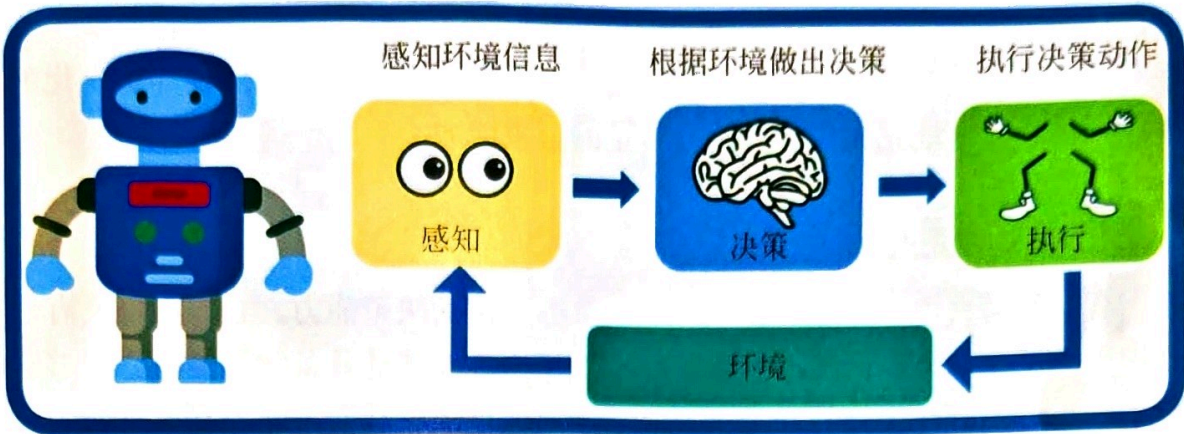 感知环境信息
根据环境做出决策
执行决策动作
感知
决策
执行
环境